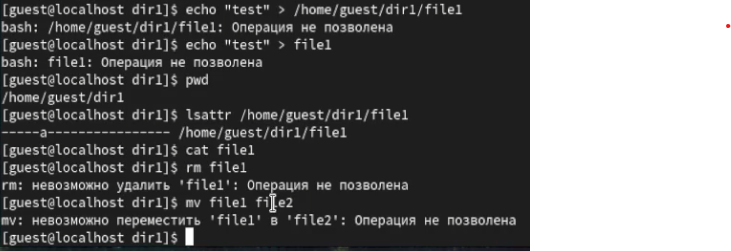 [guest@localhost dir1]$ echo "test" > /home/guest/dir1/file1
bash: /home/guest/dir1/file1: Операция не позволена
[guest@localhost dir1]$ echo "test" > file1
bash: file1: Операция не позволена
[guest@localhost dir1]$ pwd
/home/guest/dir1
[guest@localhost dir1]$ lsattr /home/guest/dir1/file1
-----a---------------- /home/guest/dir1/file1
[guest@localhost dir1]$ cat file1
[guest@localhost dir1]$ rm file1
rm: невозможно удалить 'file1': Операция не позволена
[guest@localhost dir1]$ mv file1 file2
mv: невозможно переместить 'file1' в 'file2': Операция не позволена
[guest@localhost dir1]$